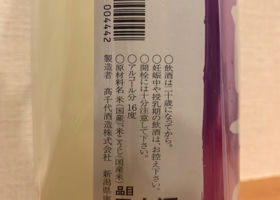 ○飲酒は二十歳になってから。
○妊娠中や授乳期の飲酒は、お控え下さい。
○開栓には十分注意して下さい。
○アルコール分 16度
○原材料名 米(国産)、米こうじ(国産米)
製造者 髙千代酒造株式会社 新潟県南
品目
004442